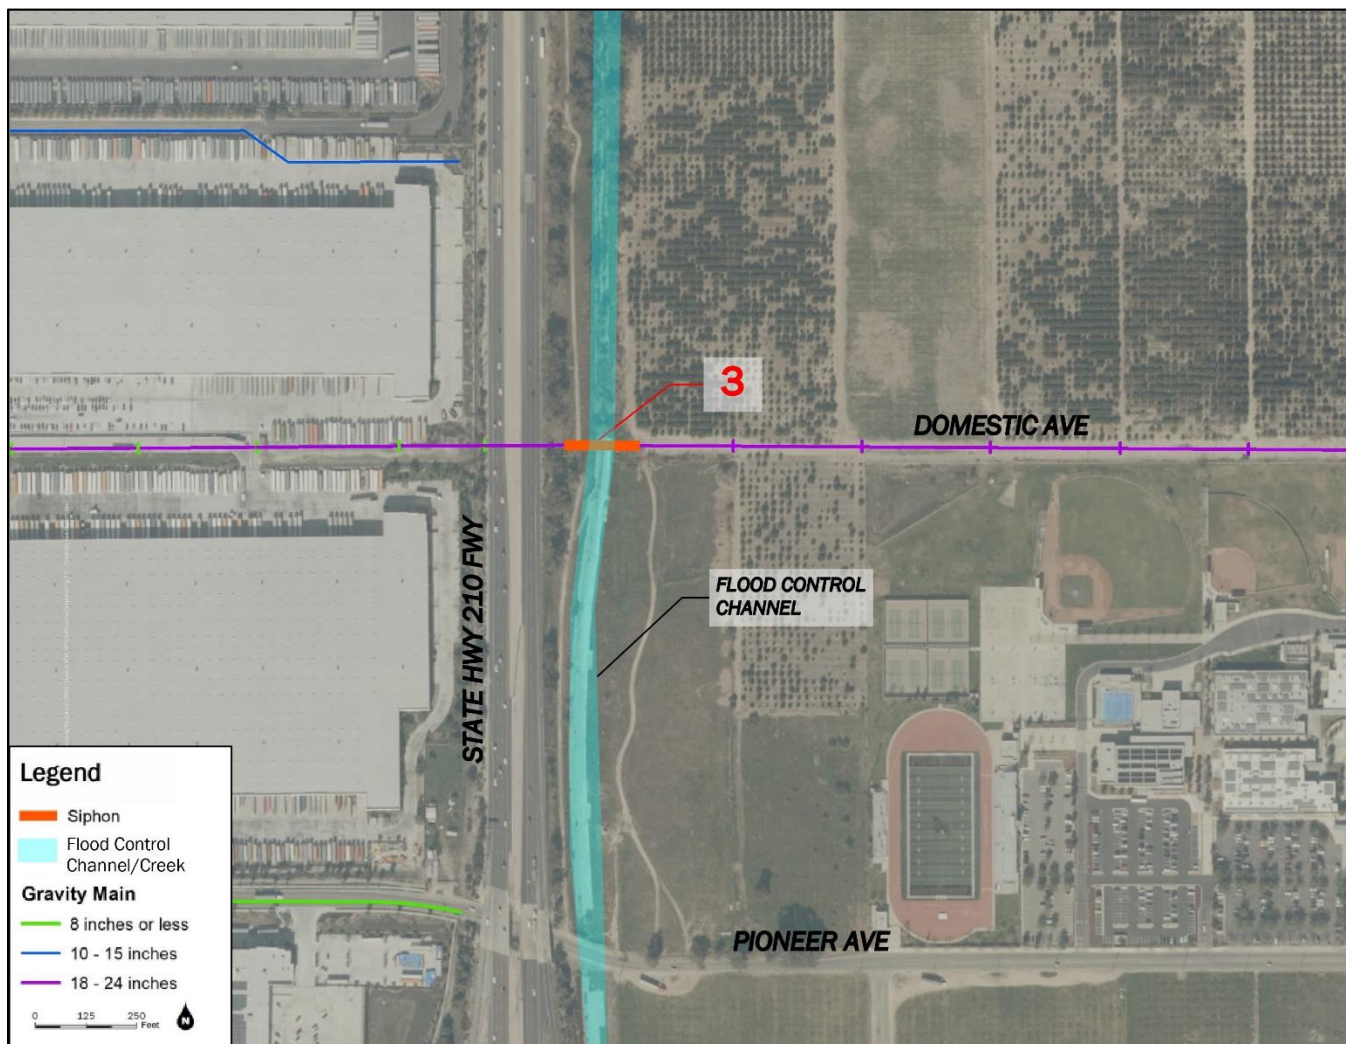 3
DOMESTIC AVE
STATE HWY 210 FWY
FLOOD CONTROL
CHANNEL
PIONEER AVE
Legend
Siphon
Flood Control
Channel/Creek
Gravity Main
8 inches or less
10 - 15 inches
18 - 24 inches
0 125 250
Feet
N